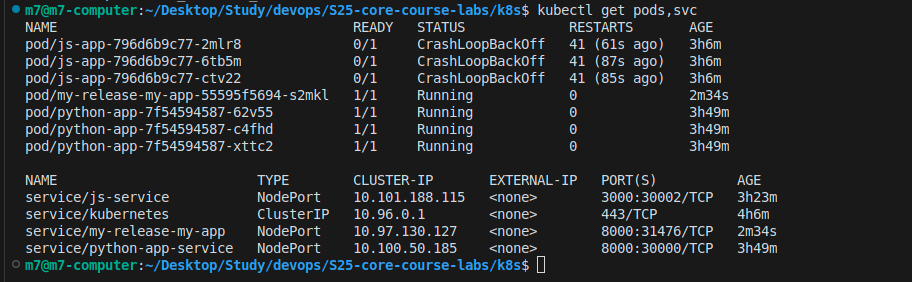 m7@m7-computer:~/Desktop/Study/devops/S25-core-course-labs/k8s$ kubectl get pods,svc
NAME READY STATUS RESTARTS AGE
pod/js-app-796d6b9c77-2mlr8 0/1 CrashLoopBackOff 41 (61s ago) 3h6m
pod/js-app-796d6b9c77-6tb5m 0/1 CrashLoopBackOff 41 (87s ago) 3h6m
pod/js-app-796d6b9c77-ctv22 0/1 CrashLoopBackOff 41 (85s ago) 3h6m
pod/my-release-my-app-55595f5694-s2mkl 1/1 Running 0 2m34s
pod/python-app-7f54594587-62v55 1/1 Running 0 3h49m
pod/python-app-7f54594587-c4fhd 1/1 Running 0 3h49m
pod/python-app-7f54594587-xttc2 1/1 Running 0 3h49m
NAME TYPE CLUSTER-IP EXTERNAL-IP PORT(S) AGE
service/js-service NodePort 10.101.188.115 <none> 3000:30002/TCP 3h23m
service/kubernetes ClusterIP 10.96.0.1 <none> 443/TCP 4h6m
service/my-release-my-app NodePort 10.97.130.127 <none> 8000:31476/TCP 2m34s
service/python-app-service NodePort 10.100.50.185 <none> 8000:30000/TCP 3h49m
m7@m7-computer:~/Desktop/Study/devops/S25-core-course-labs/k8s$